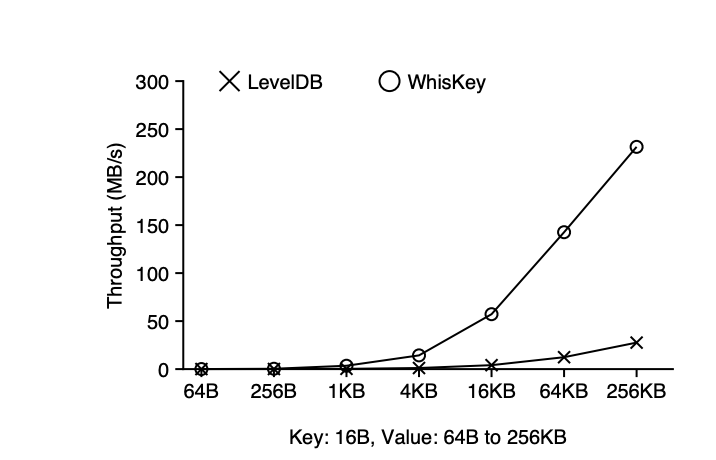 300
LevelDB
WhisKey
250
200
150
100
50
0
Throughput (MB/s)
64B 256B 1KB 4KB 16KB 64KB 256KB
Key: 16B, Value: 64B to 256KB